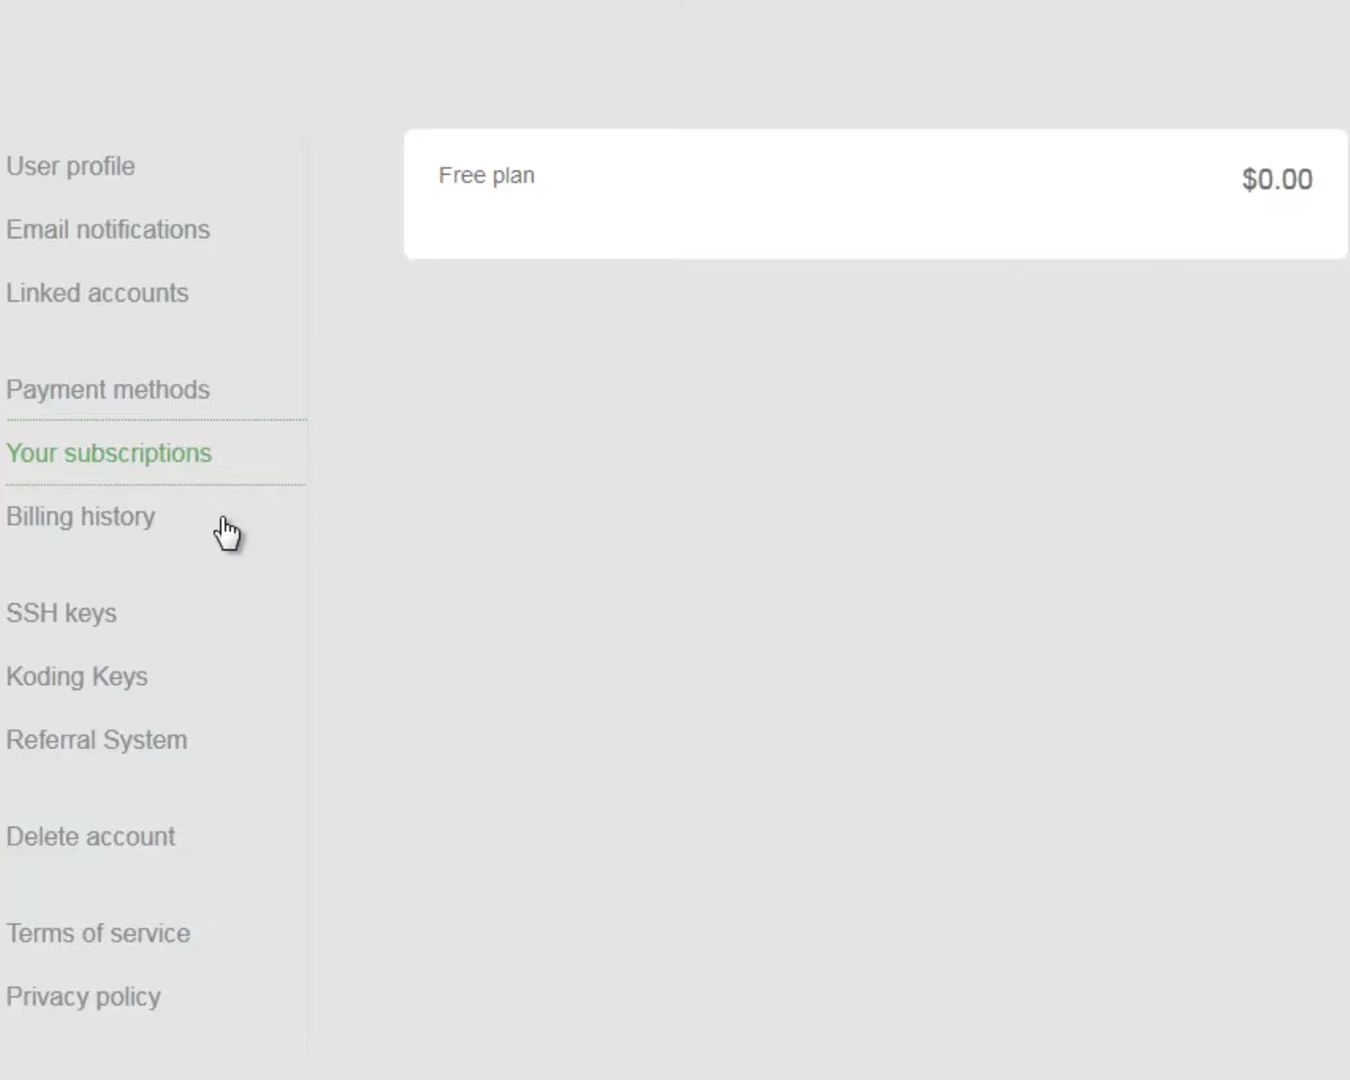 User profile
Email notifications
Linked accounts
Payment methods
Your subscriptions
Billing history
SSH keys
Koding Keys
Referral System
Delete account
Terms of service
Privacy policy
Free plan
$0.00